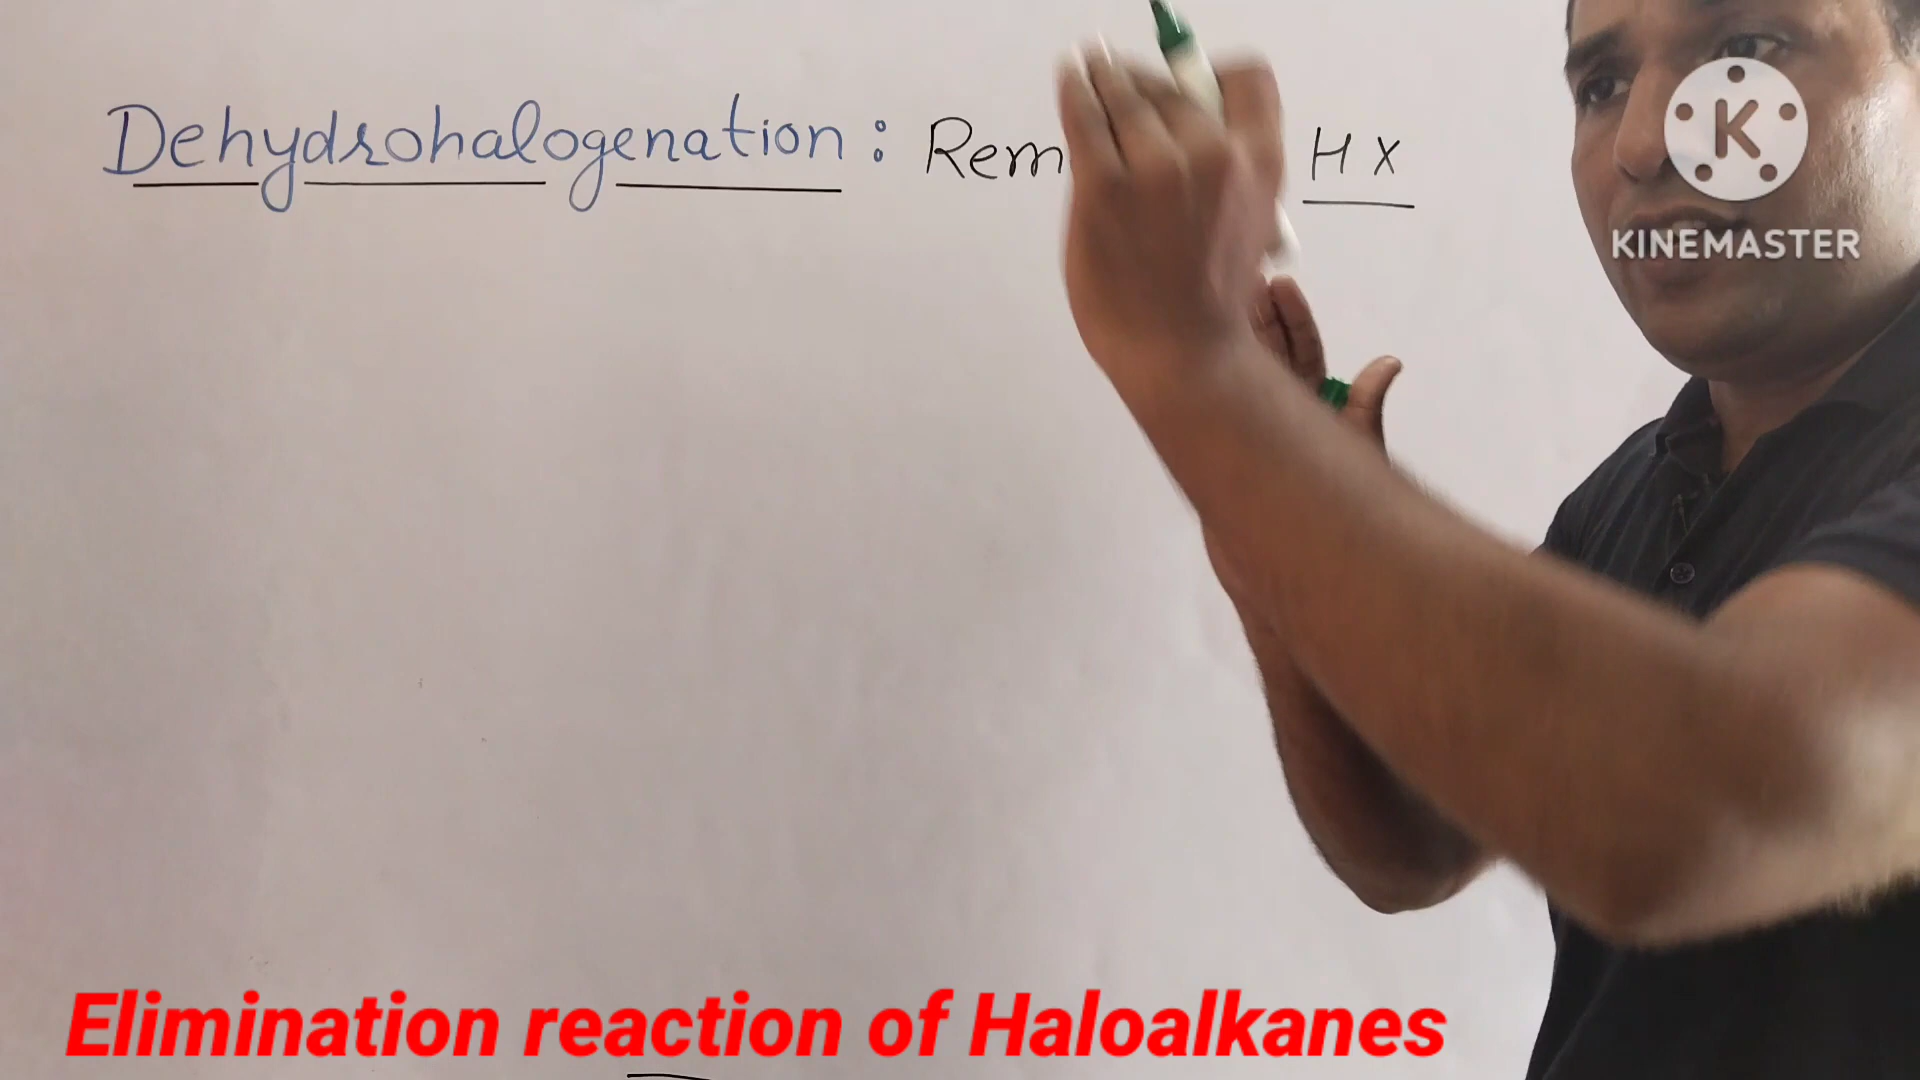 Dehydrohalogenation : Rem HX
KINEMASTER
Elimination reaction of Haloalkanes